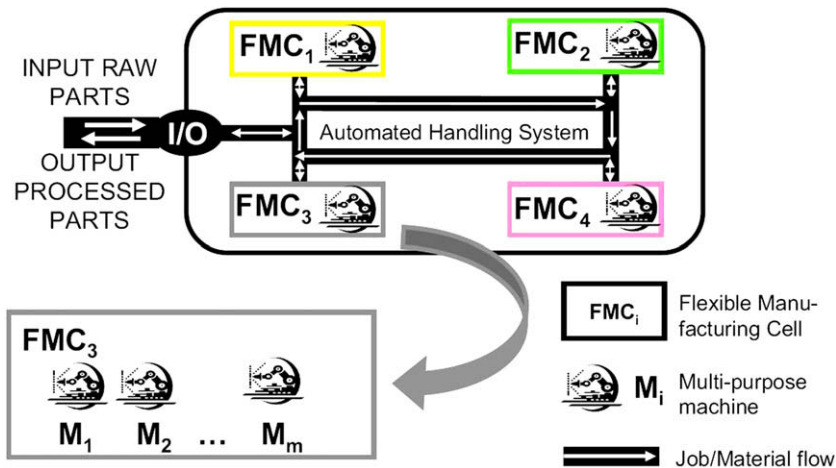 FMC1
FMC2
INPUT RAW
PARTS
I/O
Automated Handling System
OUTPUT
PROCESSED
PARTS
FMC3
FMC4
FMCi
Flexible Manu-
facturing Cell
FMC3
Mi
Multi-purpose
machine
M1 M2 ... Mm
Job/Material flow